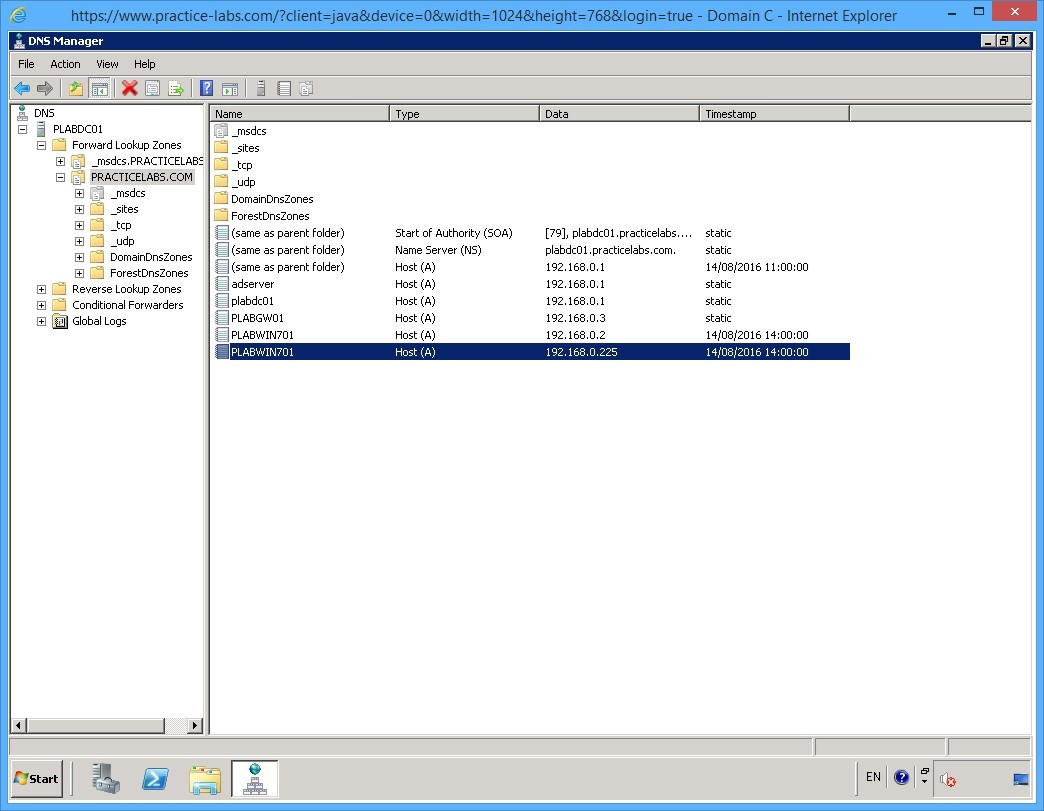 https://www.practice-labs.com/?client=java&device=0&width=1024&height=768&login=true - Domain C - Internet Explorer
DNS Manager
File Action View Help
DNS
PLABDC01
Forward Lookup Zones
_msdcs.PRACTICELABS
PRACTICELABS.COM
_msdcs
_sites
_tcp
_udp
DomainDnsZones
ForestDnsZones
Reverse Lookup Zones
Conditional Forwarders
Global Logs
Name Type Data Timestamp
_msdcs
_sites
_tcp
_udp
DomainDnsZones
ForestDnsZones
(same as parent folder) Start of Authority (SOA) [79], plabdc01.practicelabs.... static
(same as parent folder) Name Server (NS) plabdc01.practicelabs.com. static
(same as parent folder) Host (A) 192.168.0.1 14/08/2016 11:00:00
adserver Host (A) 192.168.0.1 static
plabdc01 Host (A) 192.168.0.1 static
PLABGW01 Host (A) 192.168.0.3 static
PLABWIN701 Host (A) 192.168.0.2 14/08/2016 14:00:00
PLABWIN701 Host (A) 192.168.0.225 14/08/2016 14:00:00
Start EN